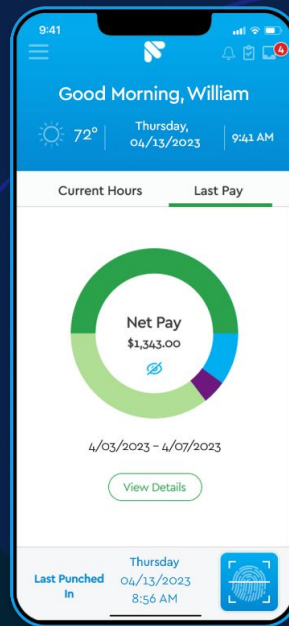 9:41
4
Good Morning, William
72°
Thursday,
04/13/2023
9:41 AM
Current Hours
Last Pay
Net Pay
$1,343.00
4/03/2023 - 4/07/2023
View Details
Last Punched
In
Thursday
04/13/2023
8:56 AM